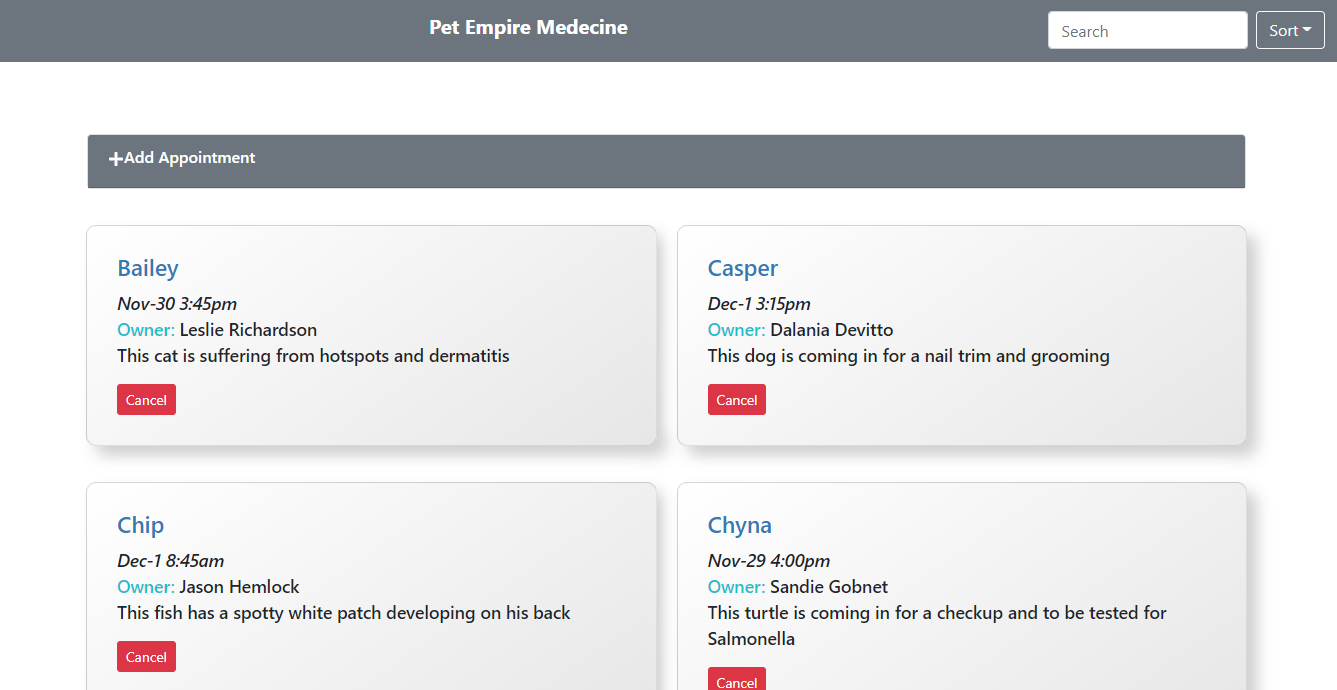 Pet Empire Medecine
Search
Sort
Add Appointment
Bailey
Nov-30 3:45pm
Owner: Leslie Richardson
This cat is suffering from hotspots and dermatitis
Cancel
Casper
Dec-1 3:15pm
Owner: Dalania Devitto
This dog is coming in for a nail trim and grooming
Cancel
Chip
Dec-1 8:45am
Owner: Jason Hemlock
This fish has a spotty white patch developing on his back
Cancel
Chyna
Nov-29 4:00pm
Owner: Sandie Gobnet
This turtle is coming in for a checkup and to be tested for
Salmonella
Cancel